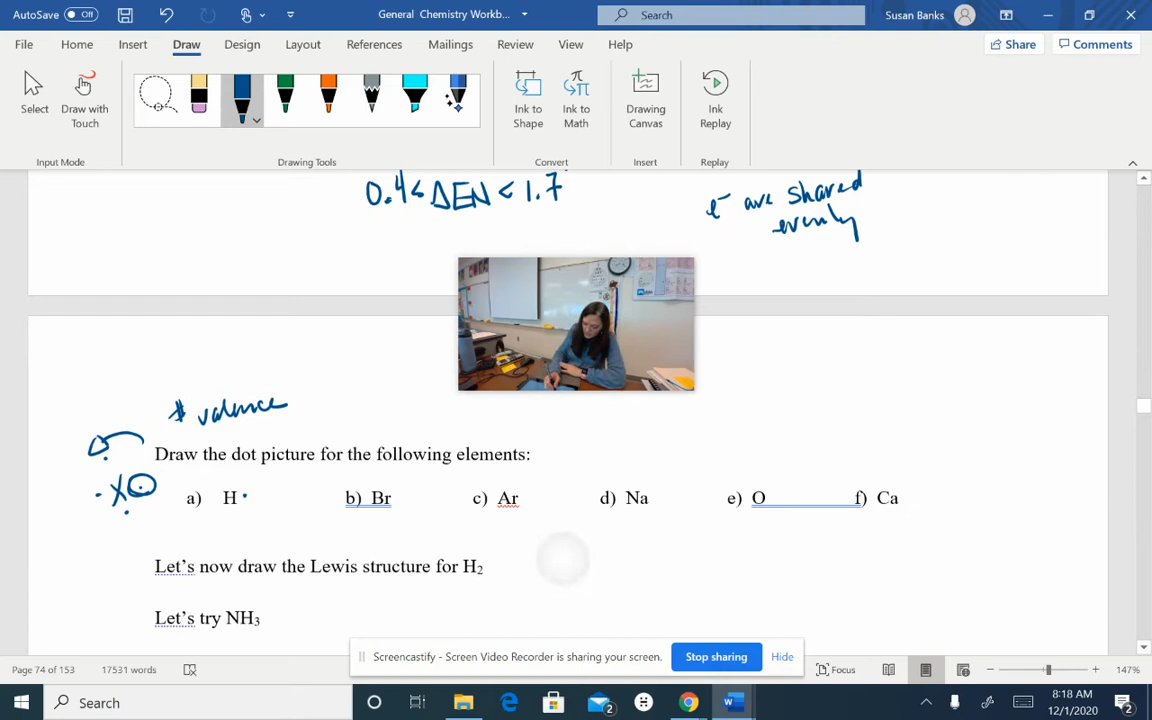 AutoSave Off General Chemistry Workb... Search Susan Banks
File Home Insert Draw Design Layout References Mailings Review View Help Share Comments
Select Draw with Touch Ink to Shape Ink to Math Drawing Canvas Ink Replay
Input Mode Drawing Tools Convert Insert Replay
0.4 < ΔEN < 1.7
e⁻ are shared
evenly
# valence
Draw the dot picture for the following elements:
X
a) H · b) Br c) Ar d) Na e) O f) Ca
Let's now draw the Lewis structure for H₂
Let's try NH₃
Screencastify - Screen Video Recorder is sharing your screen. Stop sharing Hide
Page 74 of 153 17531 words Focus 147%
Search 2 8:18 AM
12/1/2020 2